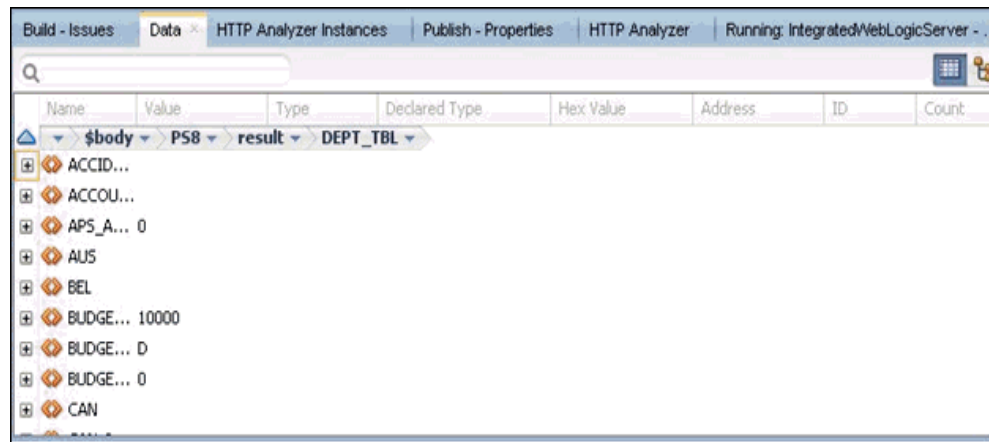 Build - Issues Data HTTP Analyzer Instances Publish - Properties HTTP Analyzer Running: IntegratedWebLogicServer - .
Name Value Type Declared Type Hex Value Address ID Count
$body PS8 result DEPT_TBL
ACCID...
ACCOU...
APS_A... 0
AUS
BEL
BUDGE... 10000
BUDGE... D
BUDGE... 0
CAN